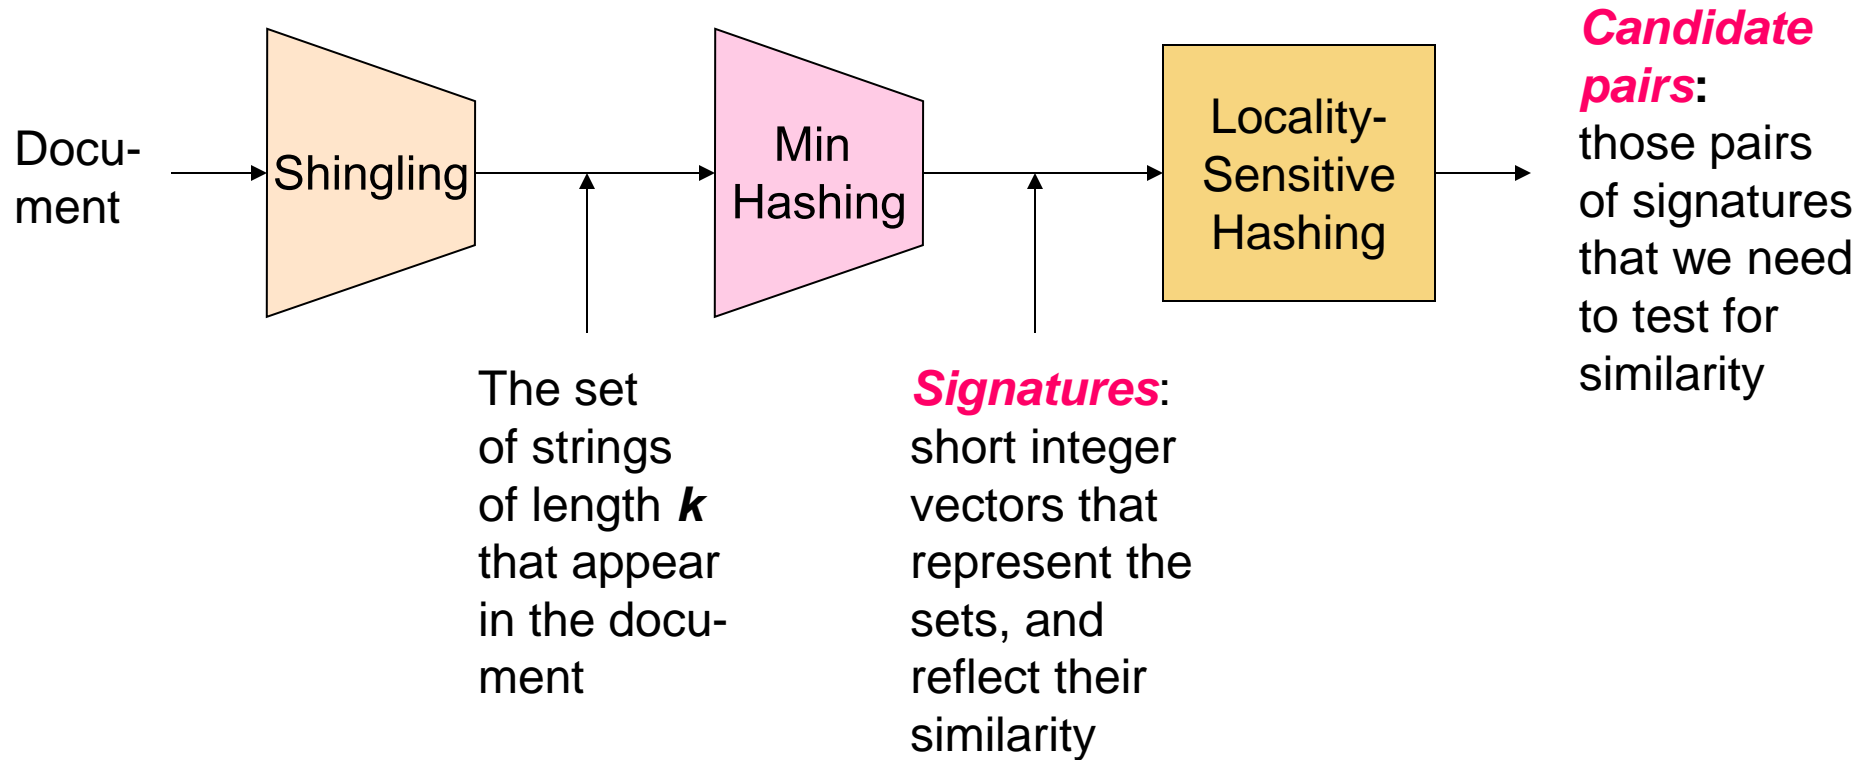 Docu-
ment
Shingling
The set
of strings
of length k
that appear
in the docu-
ment
Min
Hashing
Signatures:
short integer
vectors that
represent the
sets, and
reflect their
similarity
Locality-
Sensitive
Hashing
Candidate
pairs:
those pairs
of signatures
that we need
to test for
similarity